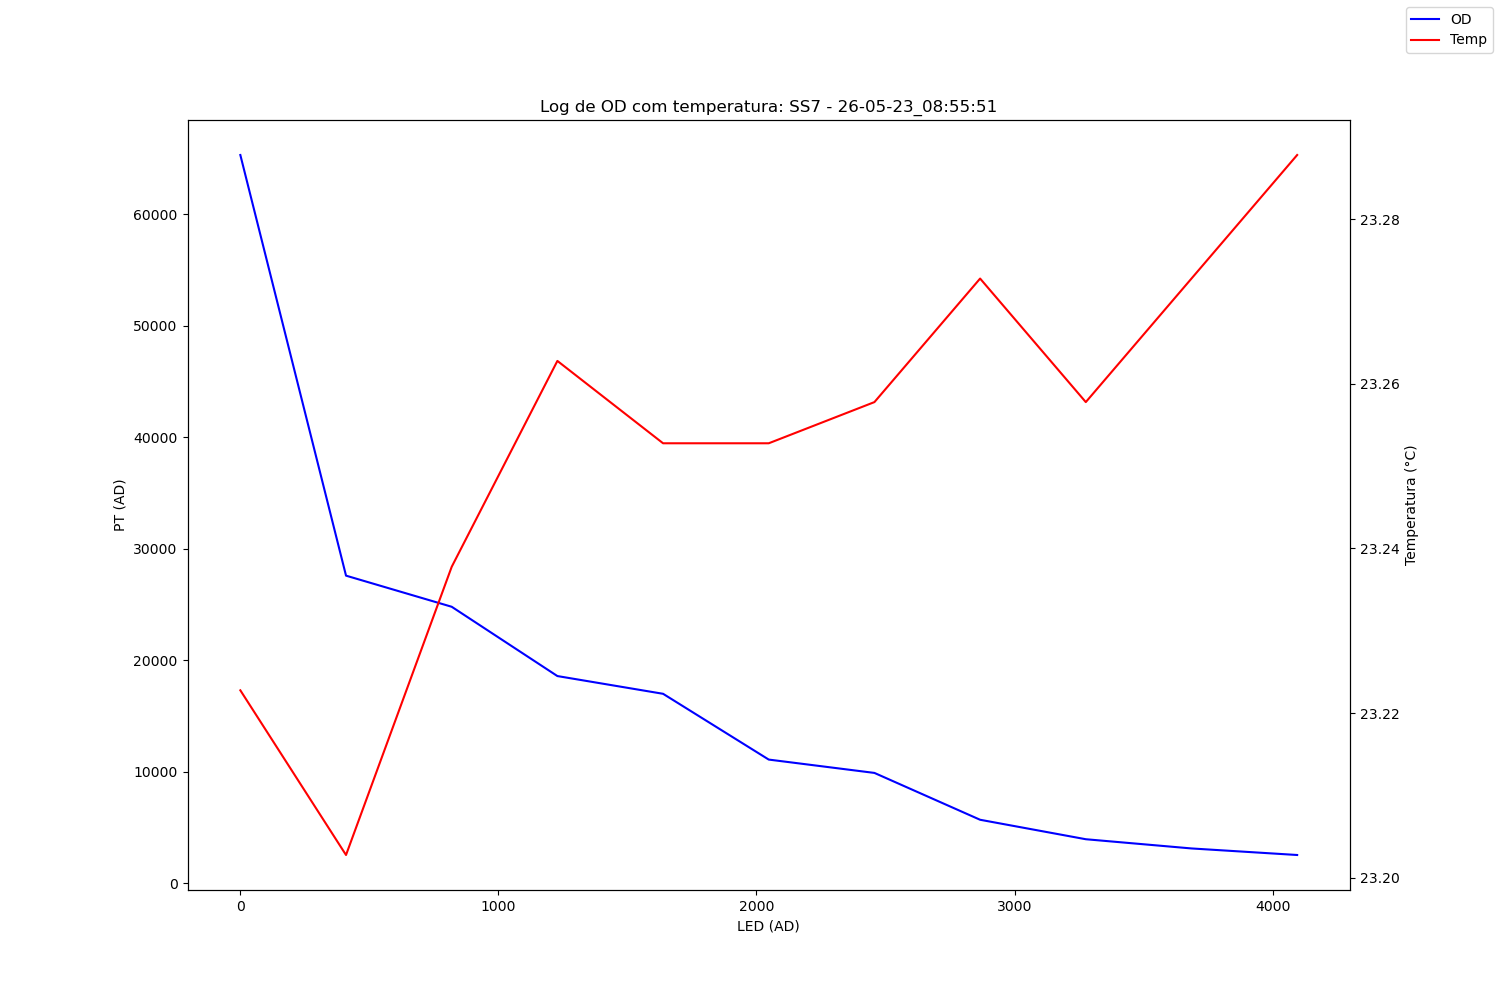 OD
Temp
Log de OD com temperatura: SS7 - 26-05-23_08:55:51
60000
50000
40000
30000
20000
10000
0
PT (AD)
23.28
23.26
23.24
23.22
23.20
Temperatura (°C)
0
1000
2000
3000
4000
LED (AD)